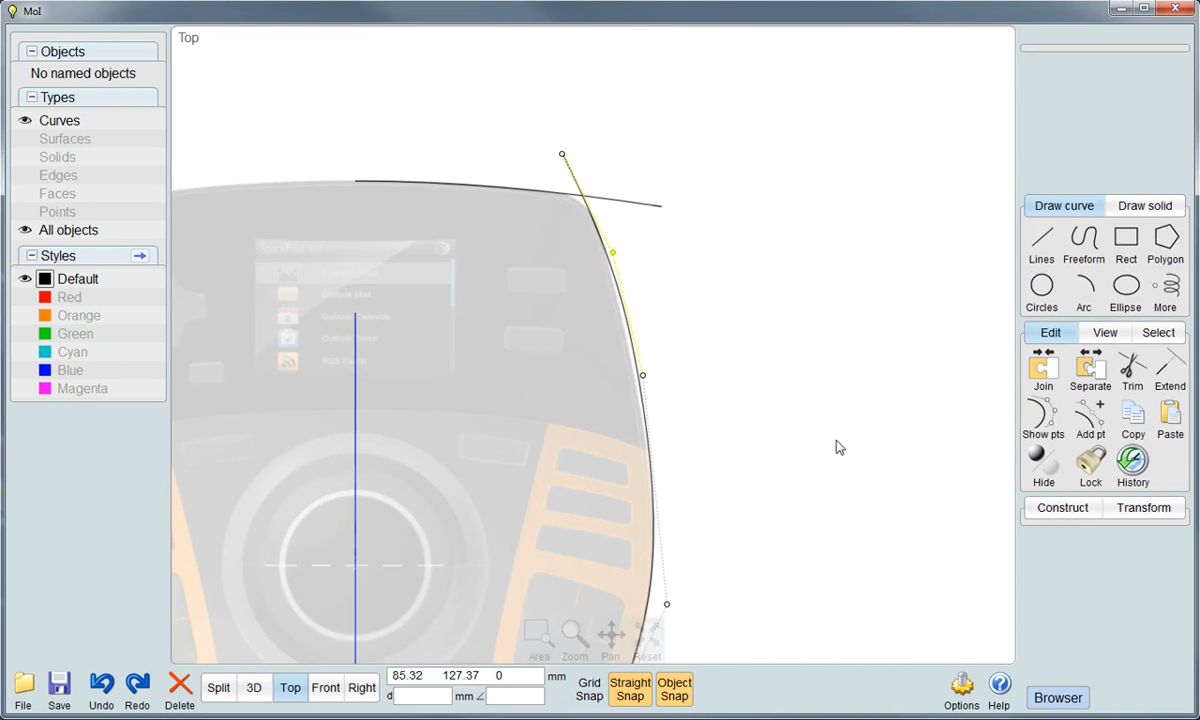 MoI
Objects
No named objects
Types
Curves
Surfaces
Solids
Edges
Faces
Points
All objects
Styles
Default
Red
Orange
Green
Cyan
Blue
Magenta
Top
Area Zoom Pan Reset
Draw curve Draw solid
Lines Freeform Rect Polygon
Circles Arc Ellipse More
Edit View Select
Join Separate Trim Extend
Show pts Add pt Copy Paste
Hide Lock History
Construct Transform
File Save Undo Redo Delete
Split 3D Top Front Right
85.32 127.37 0 mm
d mm
Grid Snap
Straight Snap
Object Snap
Options Help
Browser